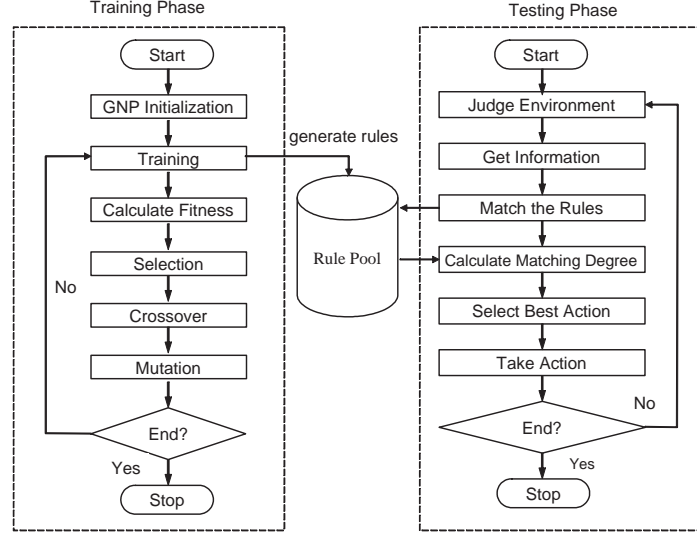 Training Phase
Start
GNP Initialization
Training
Calculate Fitness
Selection
Crossover
Mutation
End?
No
Yes
Stop
generate rules
Rule Pool
Testing Phase
Start
Judge Environment
Get Information
Match the Rules
Calculate Matching Degree
Select Best Action
Take Action
End?
No
Yes
Stop